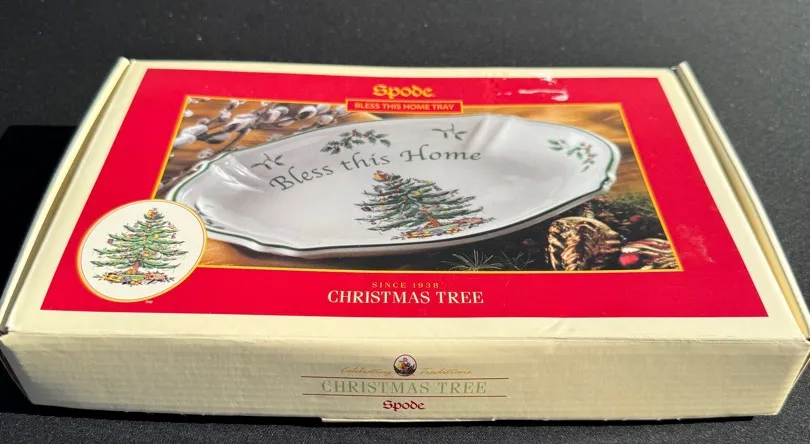 Spode
BLESS THIS HOME TRAY
Bless this Home
SINCE 1938
CHRISTMAS TREE
Celebrating Traditions
CHRISTMAS TREE
Spode